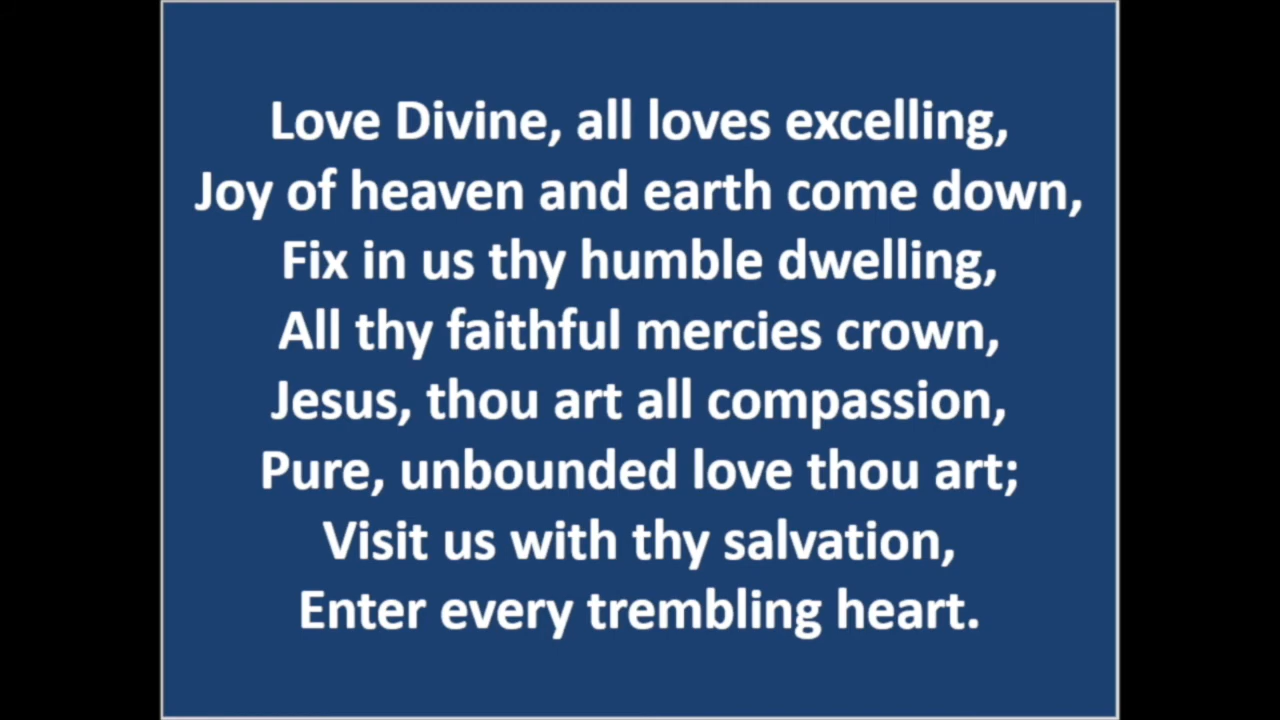 Love Divine, all loves excelling,
Joy of heaven and earth come down,
Fix in us thy humble dwelling,
All thy faithful mercies crown,
Jesus, thou art all compassion,
Pure, unbounded love thou art;
Visit us with thy salvation,
Enter every trembling heart.